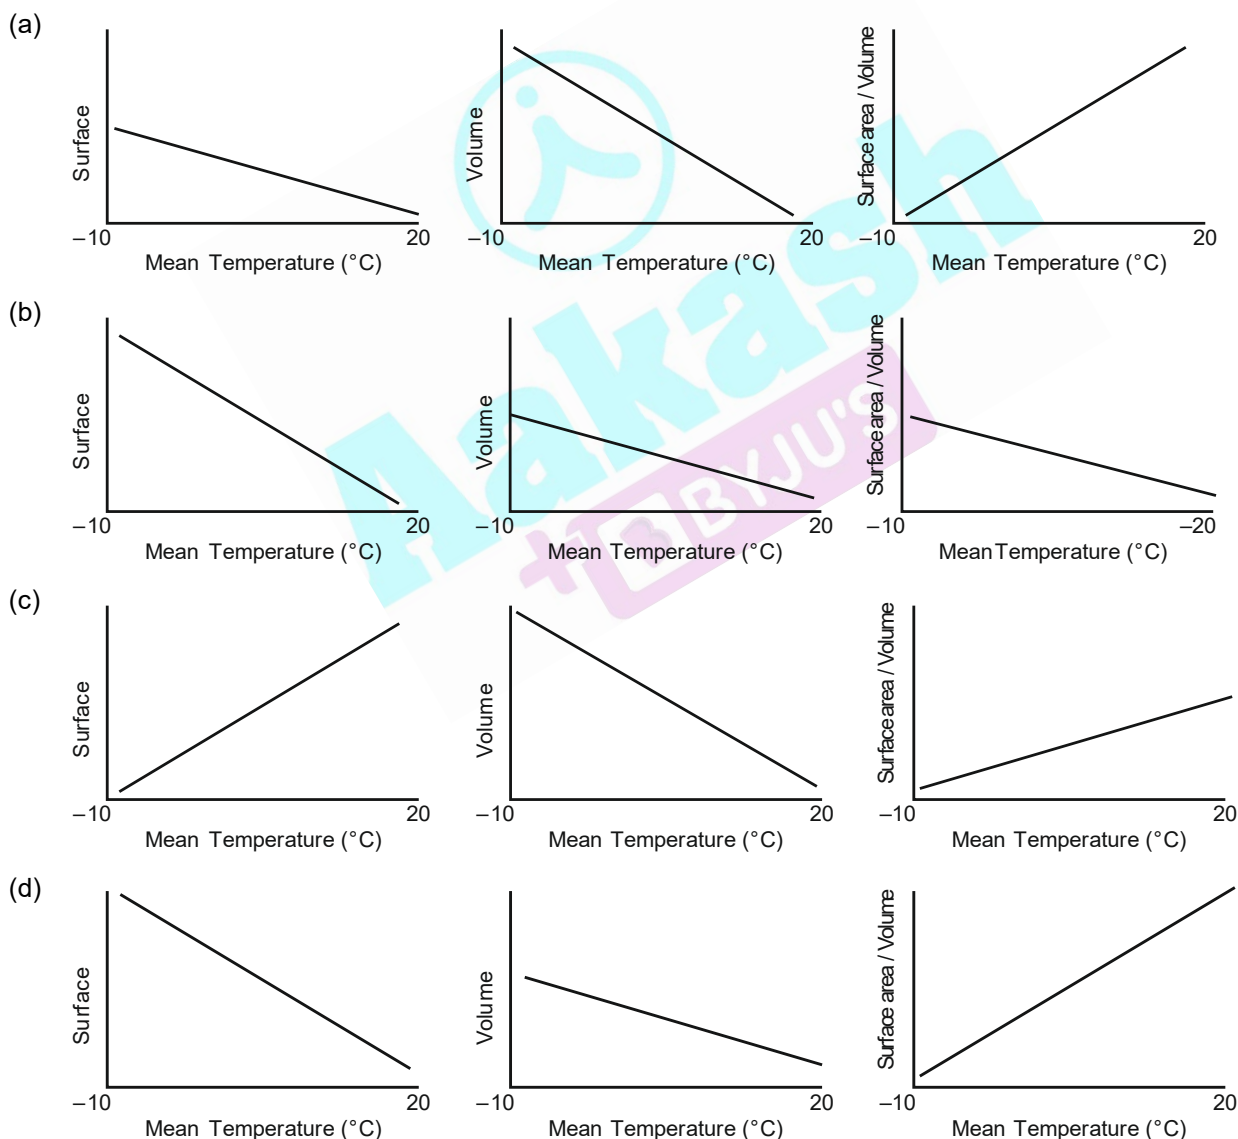 (a)
Surface
–10 20
Mean Temperature (°C)
Volume
–10 20
Mean Temperature (°C)
Surface area / Volume
–10 20
Mean Temperature (°C)
(b)
Surface
–10 20
Mean Temperature (°C)
Volume
–10 20
Mean Temperature (°C)
Surface area / Volume
–10 –20
Mean Temperature (°C)
(c)
Surface
–10 20
Mean Temperature (°C)
Volume
–10 20
Mean Temperature (°C)
Surface area / Volume
–10 20
Mean Temperature (°C)
(d)
Surface
–10 20
Mean Temperature (°C)
Volume
–10 20
Mean Temperature (°C)
Surface area / Volume
–10 20
Mean Temperature (°C)
Aakash
+ B BYJU'S